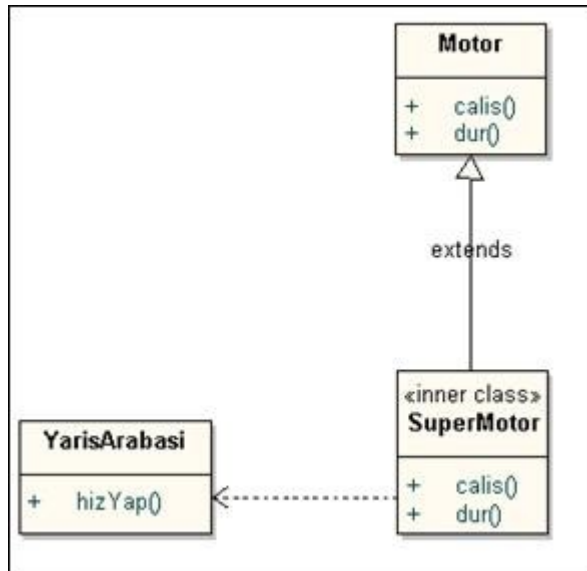 Motor
+ calis()
+ dur()
extends
«inner class»
SuperMotor
+ calis()
+ dur()
YarisArabasi
+ hizYap()